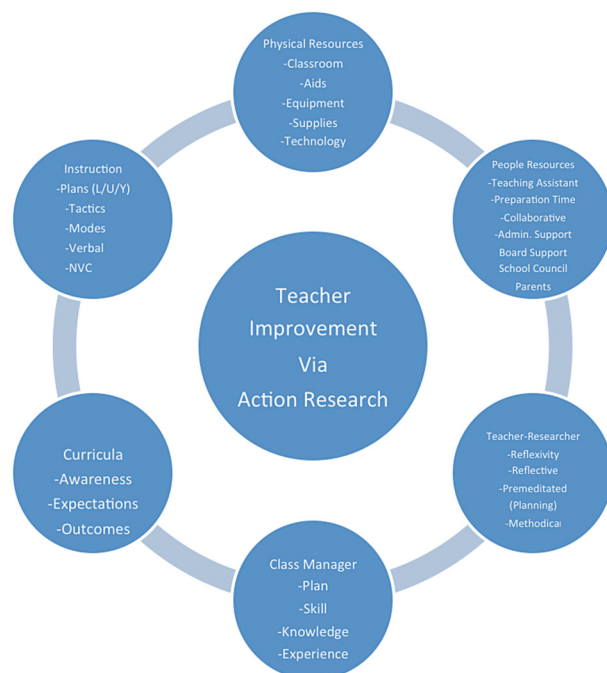 Physical Resources
-Classroom
-Aids
-Equipment
-Supplies
-Technology
People Resources
-Teaching Assistant
-Preparation Time
-Collaborative
-Admin. Support
Board Support
School Council
Parents
Teacher-Researcher
-Reflexivity
-Reflective
-Premeditated
(Planning)
-Methodical
Class Manager
-Plan
-Skill
-Knowledge
-Experience
Curricula
-Awareness
-Expectations
-Outcomes
Instruction
-Plans (L/U/Y)
-Tactics
-Modes
-Verbal
-NVC
Teacher
Improvement
Via
Action Research